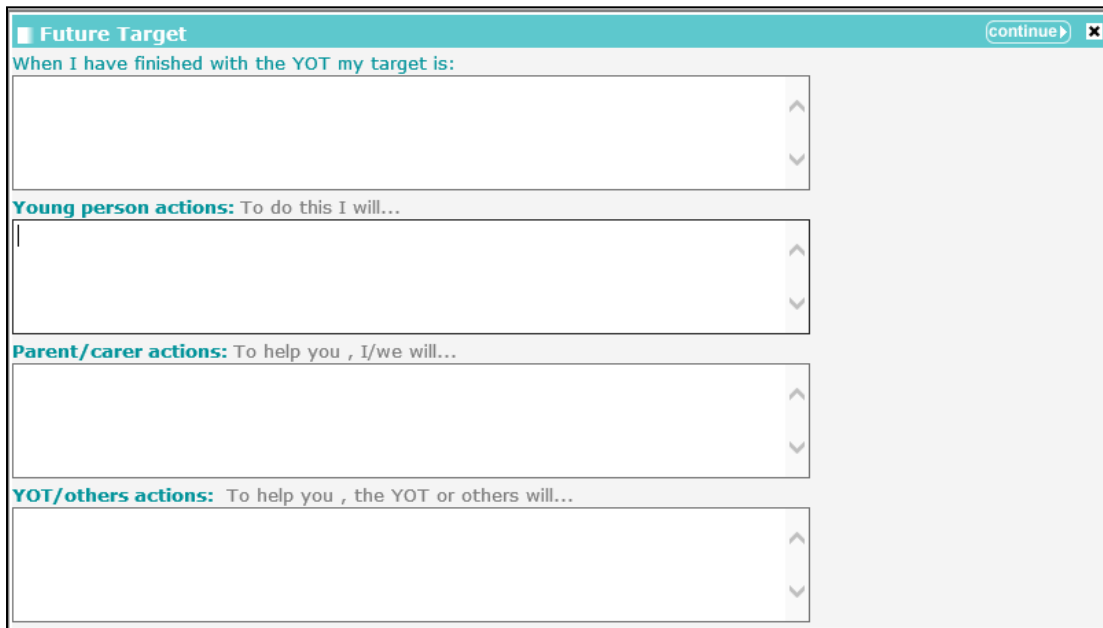 Future Target
continue
When I have finished with the YOT my target is:
Young person actions: To do this I will...
Parent/carer actions: To help you , I/we will...
YOT/others actions: To help you , the YOT or others will...